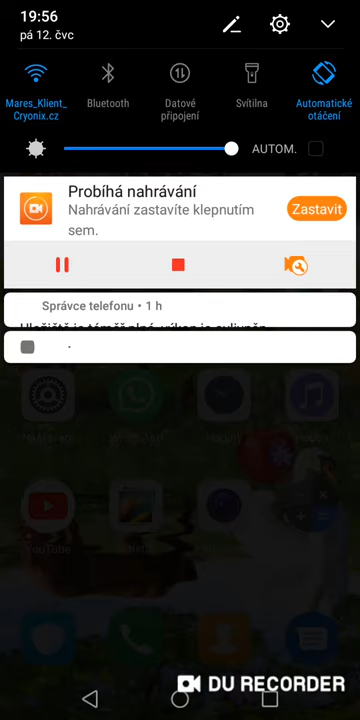 19:56
pá 12. čvc
Mares_Klient_
Cryonix.cz
Bluetooth
Datové
připojení
Svítilna
Automatické
otáčení
AUTOM.
Probíhá nahrávání
Nahrávání zastavíte klepnutím
sem.
Zastavit
Správce telefonu • 1 h
YouTube
DU RECORDER